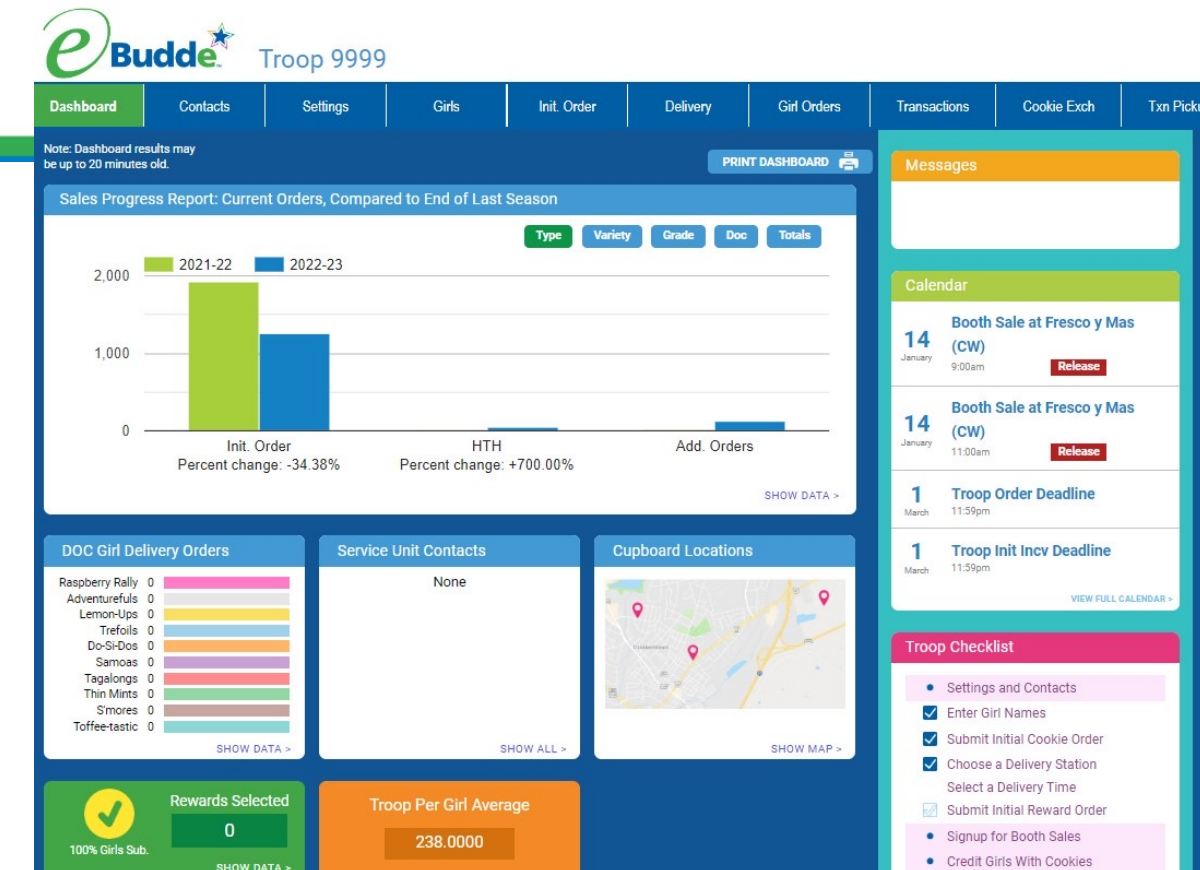 eBudde™ Troop 9999
Dashboard Contacts Settings Girls Init. Order Delivery Girl Orders Transactions Cookie Exch Txn
Note: Dashboard results may
be up to 20 minutes old.
PRINT DASHBOARD
Sales Progress Report: Current Orders, Compared to End of Last Season
Type Variety Grade Doc Totals
2021-22 2022-23
2,000
1,000
0
Init. Order HTH Add. Orders
Percent change: -34.38% Percent change: +700.00%
SHOW DATA >
DOC Girl Delivery Orders
Raspberry Rally 0
Adventurefuls 0
Lemon-Ups 0
Trefoils 0
Do-Si-Dos 0
Samoas 0
Tagalongs 0
Thin Mints 0
S'mores 0
Toffee-tastic 0
SHOW DATA >
Service Unit Contacts
None
SHOW ALL >
Cupboard Locations
SHOW MAP >
Rewards Selected
0
100% Girls Sub.
SHOW DATA >
Troop Per Girl Average
238.0000
Messages
Calendar
14 January
Booth Sale at Fresco y Mas
(CW)
9:00am Release
14 January
Booth Sale at Fresco y Mas
(CW)
11:00am Release
1 March
Troop Order Deadline
11:59pm
1 March
Troop Init Incv Deadline
11:59pm
VIEW FULL CALENDAR >
Troop Checklist
Settings and Contacts
Enter Girl Names
Submit Initial Cookie Order
Choose a Delivery Station
Select a Delivery Time
Submit Initial Reward Order
Signup for Booth Sales
Credit Girls With Cookies